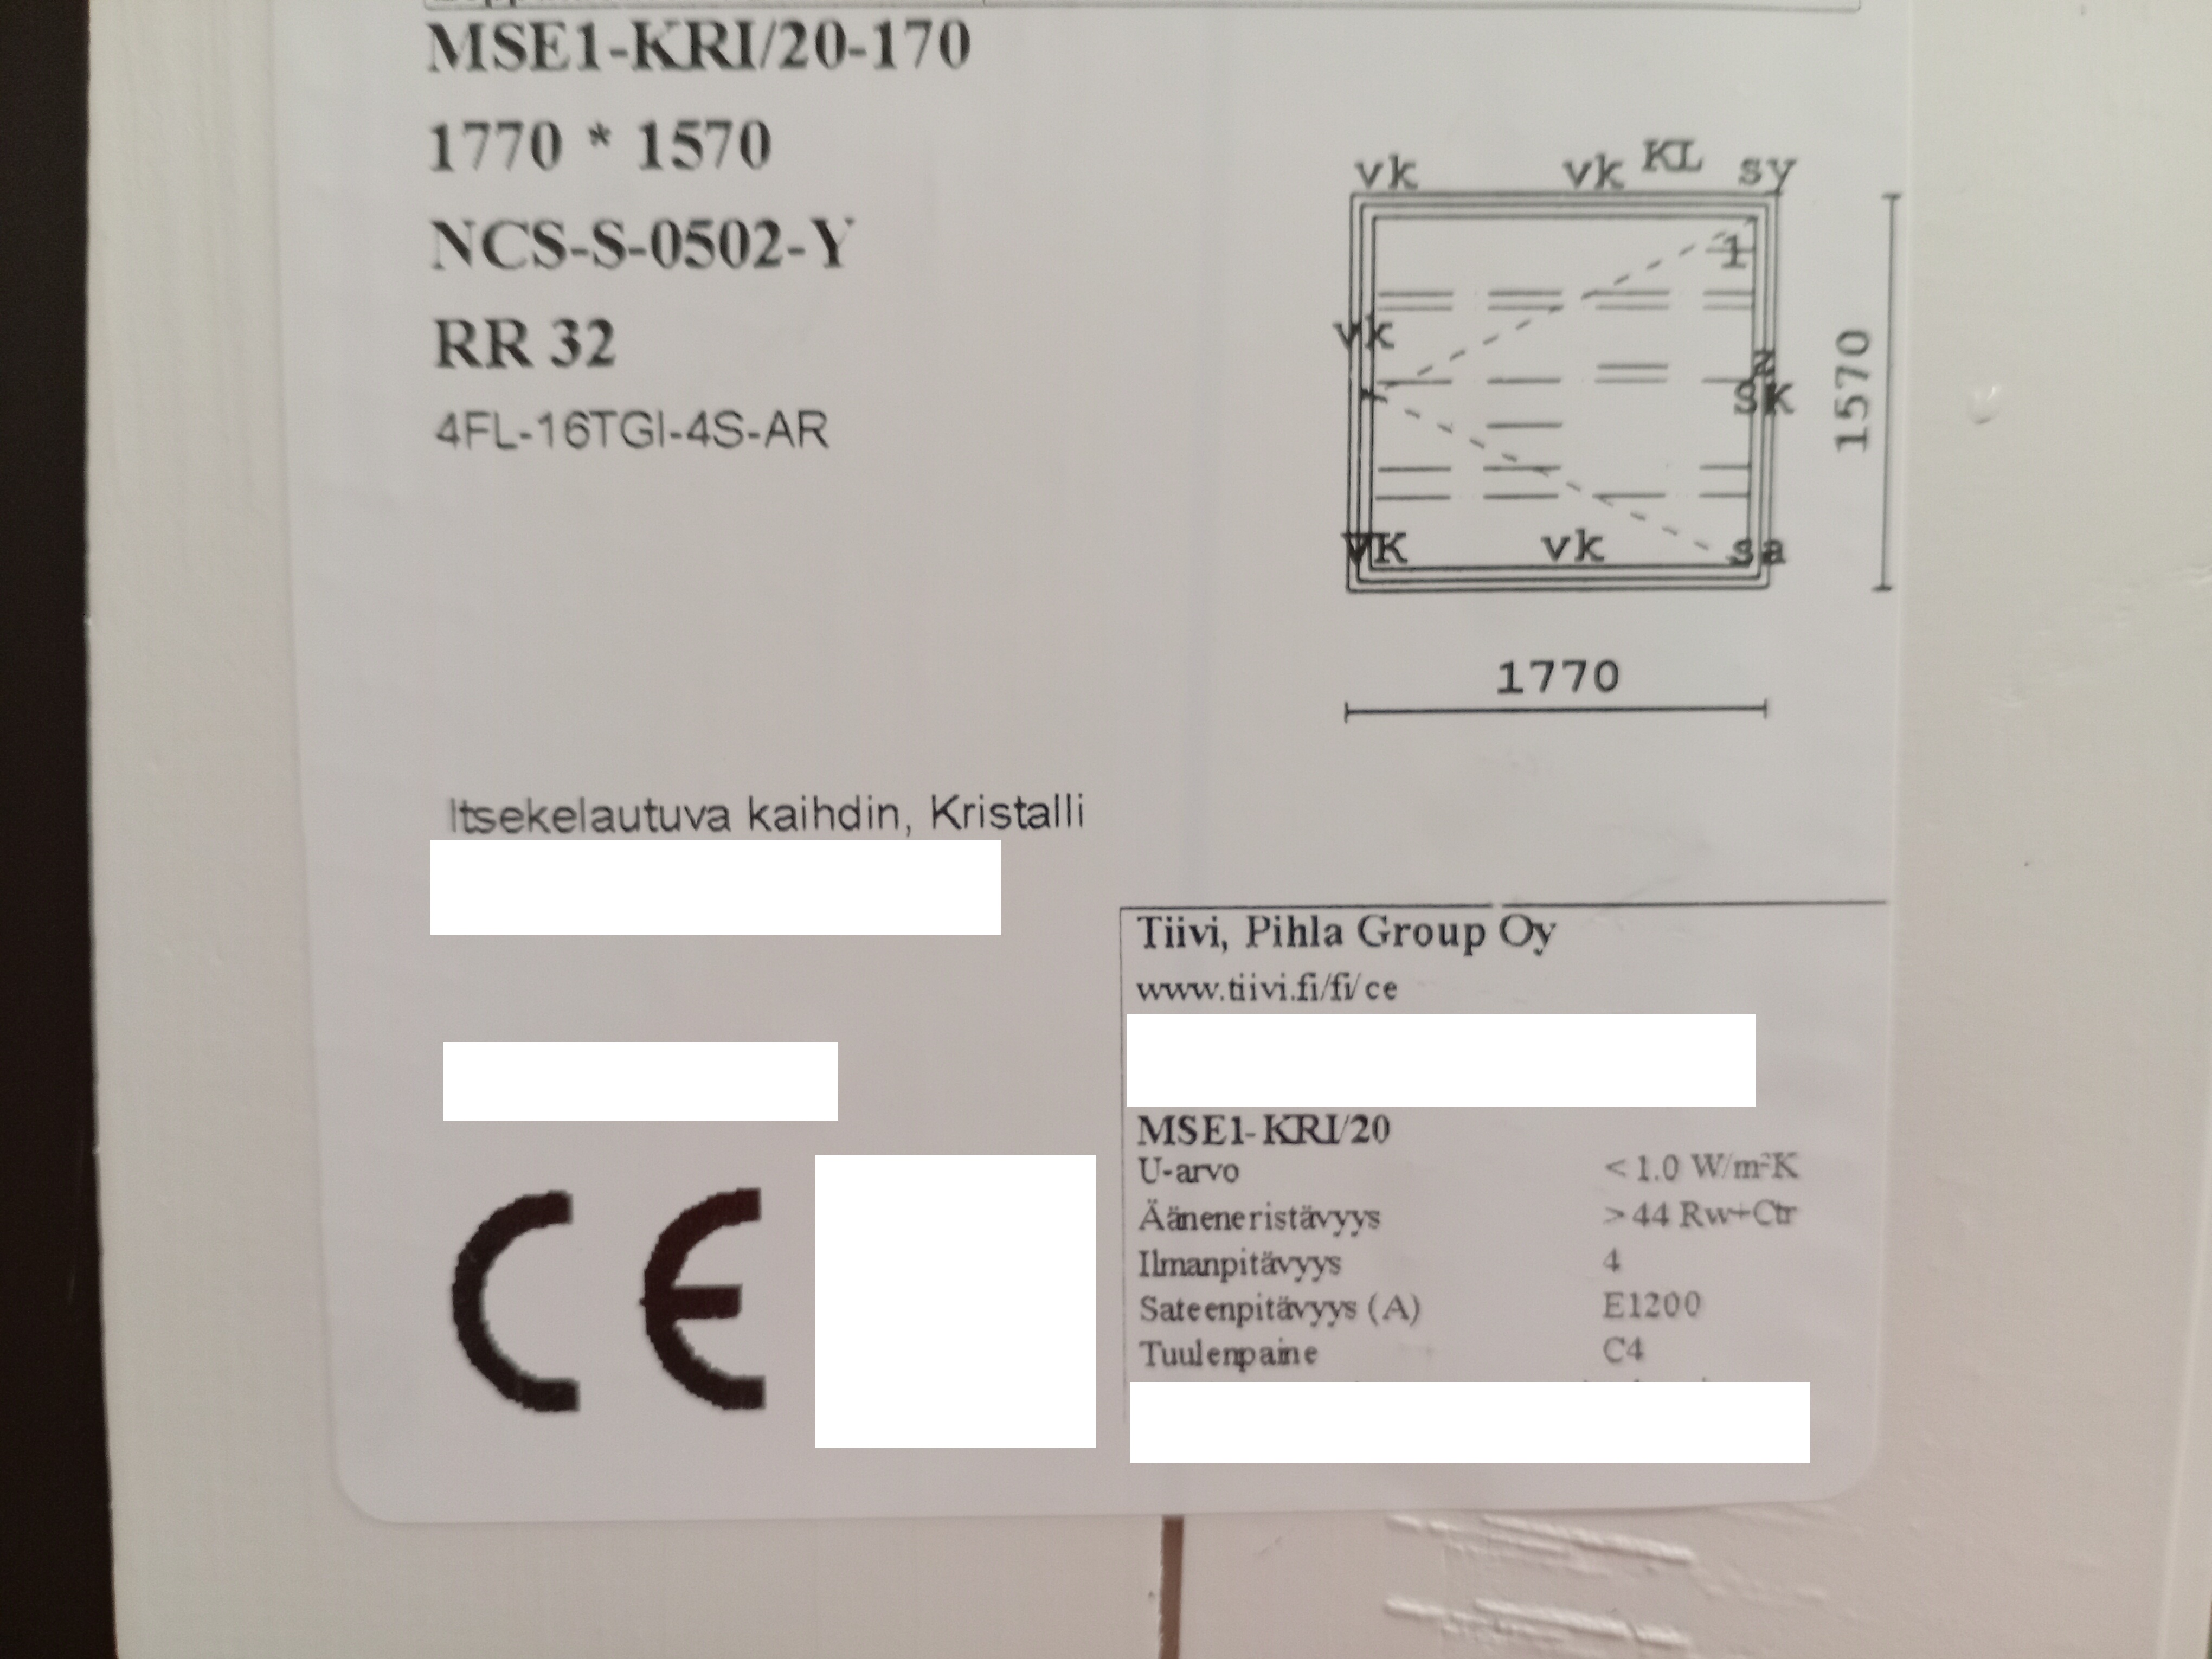 MSE1-KRI/20-170
1770 * 1570
NCS-S-0502-Y
RR 32
4FL-16TGI-4S-AR
vk vk KL sy
1
vk
sk
VK vk sa
1570
1770
Itsekelautuva kaihdin, Kristalli
Tiivi, Pihla Group Oy
www.tiivi.fi/fi/ce
MSE1-KRI/20
U-arvo < 1.0 W/m²K
Ääneneristävyys > 44 Rw+Ctr
Ilmanpitävyys 4
Sateenpitävyys (A) E1200
Tuulenpaine C4
CE